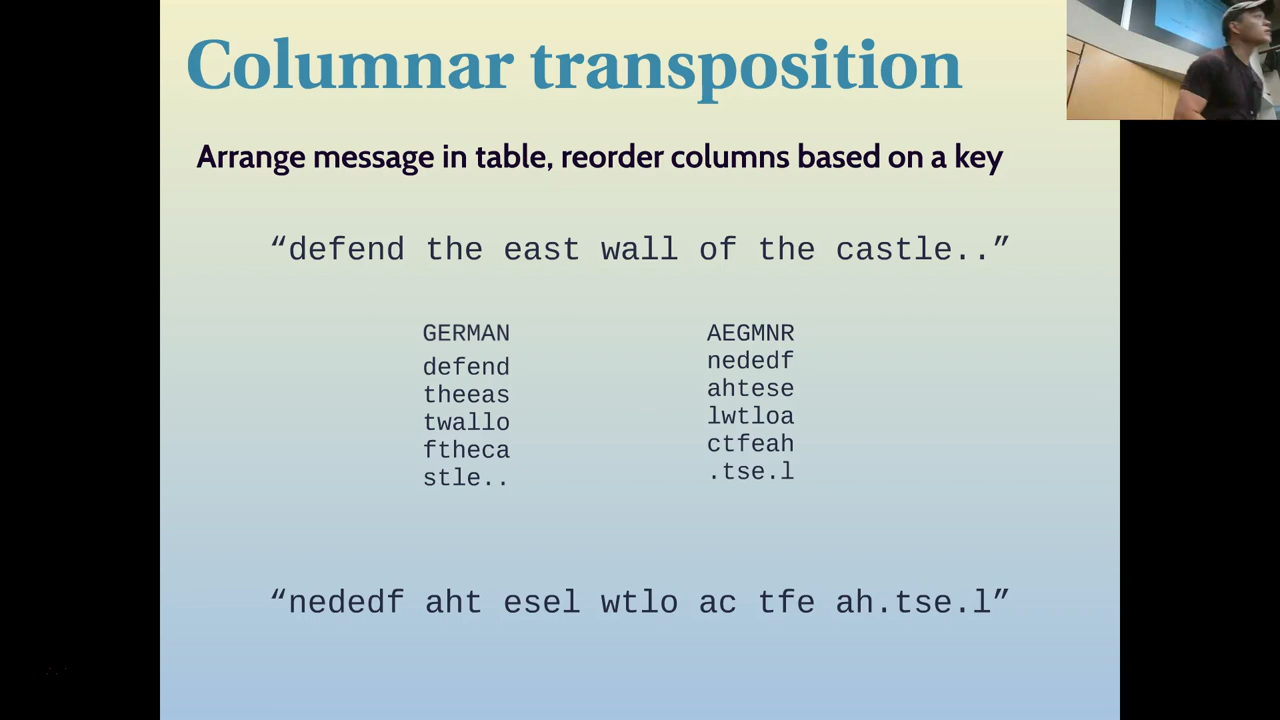 Columnar transposition
Arrange message in table, reorder columns based on a key
“defend the east wall of the castle..”
GERMAN
defend
theeas
twallo
ftheca
stle..
AEGMNR
nededf
ahtese
lwtloa
ctfeah
.tse.l
“nededf aht esel wtlo ac tfe ah.tse.l”